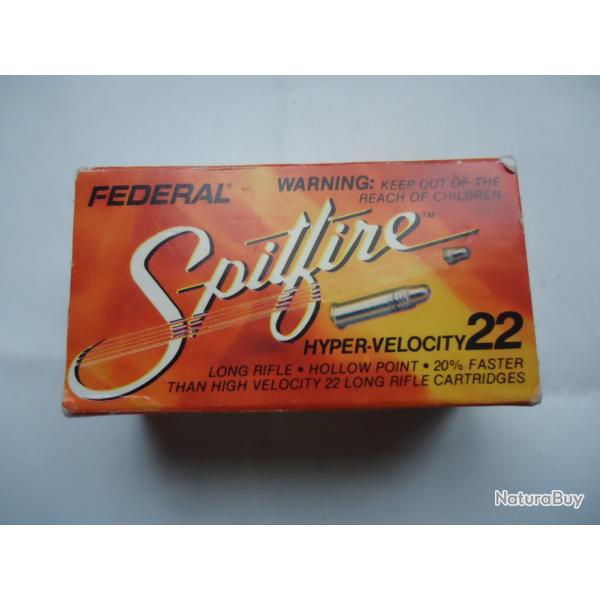 FEDERAL®
WARNING: KEEP OUT OF THE
REACH OF CHILDREN
Spitfire™
HYPER-VELOCITY 22
LONG RIFLE • HOLLOW POINT • 20% FASTER
THAN HIGH VELOCITY 22 LONG RIFLE CARTRIDGES
NaturaBuy